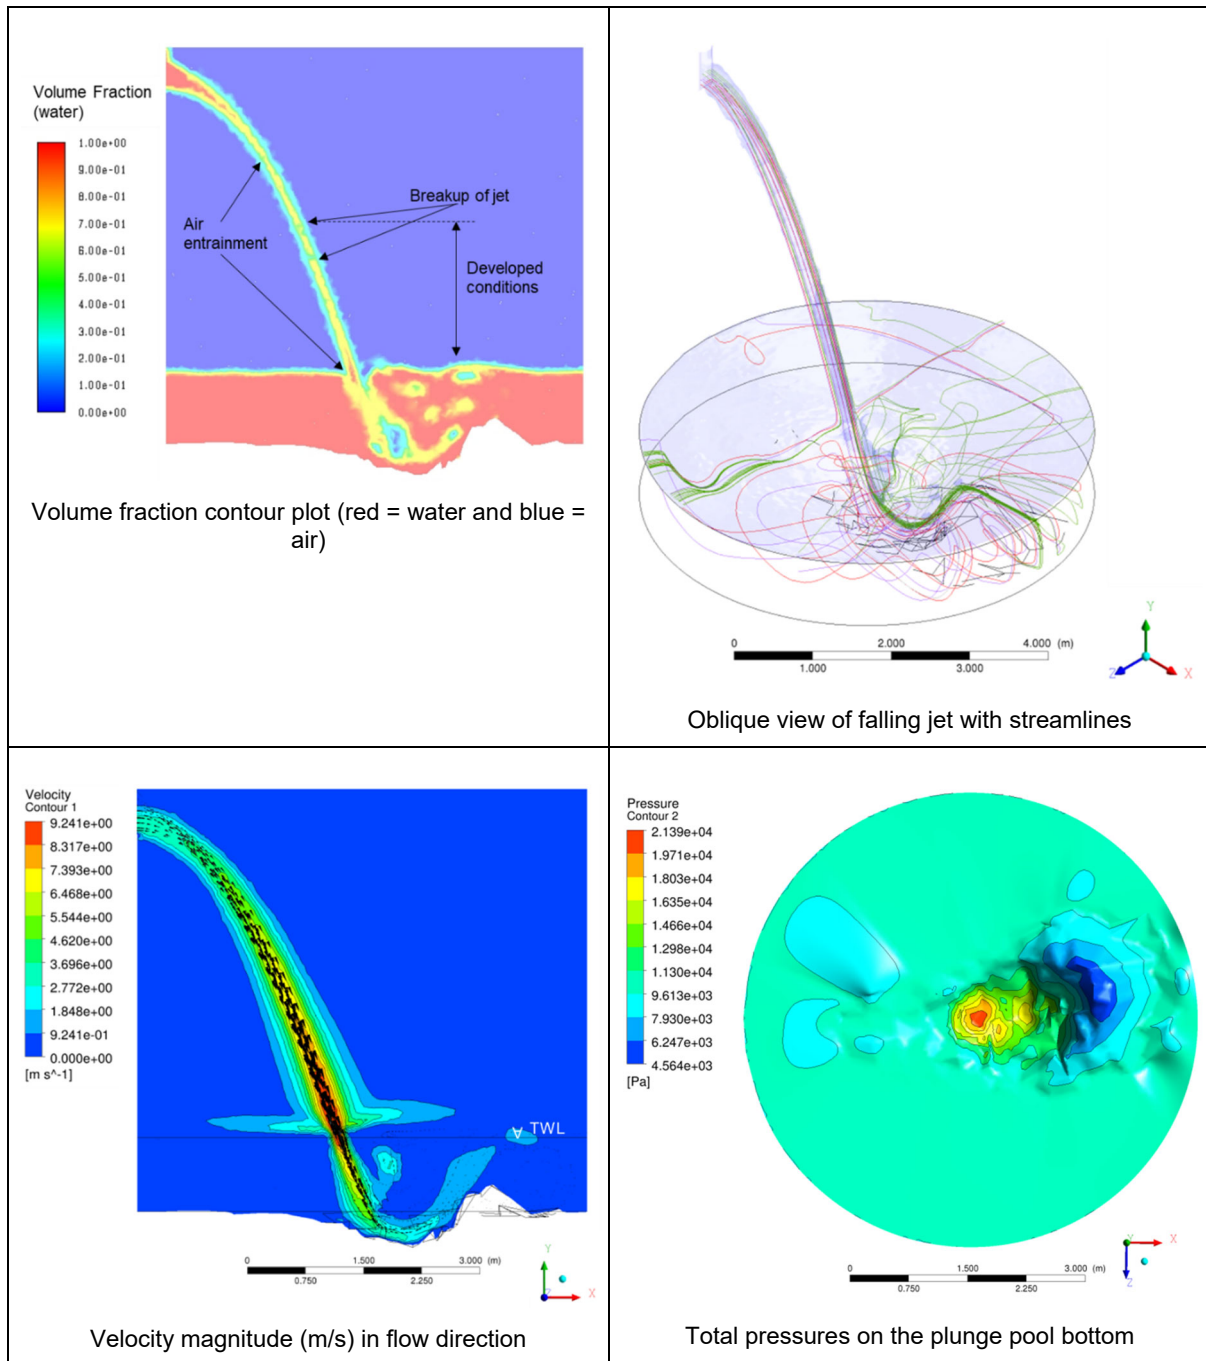 Volume Fraction
(water)
1.00e+00
9.00e-01
8.00e-01
7.00e-01
6.00e-01
5.00e-01
4.00e-01
3.00e-01
2.00e-01
1.00e-01
0.00e+00
Air
entrainment
Breakup of jet
Developed
conditions
Volume fraction contour plot (red = water and blue =
air)
0 2.000 4.000 (m)
1.000 3.000
Y
Z X
Oblique view of falling jet with streamlines
Velocity
Contour 1
9.241e+00
8.317e+00
7.393e+00
6.468e+00
5.544e+00
4.620e+00
3.696e+00
2.772e+00
1.848e+00
9.241e-01
0.000e+00
[m s^-1]
TWL
0 1.500 3.000 (m)
0.750 2.250
Y
Z X
Velocity magnitude (m/s) in flow direction
Pressure
Contour 2
2.139e+04
1.971e+04
1.803e+04
1.635e+04
1.466e+04
1.298e+04
1.130e+04
9.613e+03
7.930e+03
6.247e+03
4.564e+03
[Pa]
0 1.500 3.000 (m)
0.750 2.250
Y X
Z
Total pressures on the plunge pool bottom